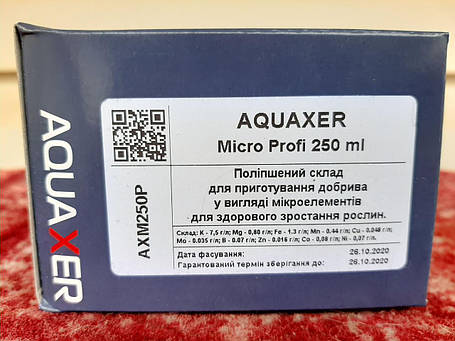 AQUAXER
AXM250P
AQUAXER
Micro Profi 250 ml
Поліпшений склад
для приготування добрива
у вигляді мікроелементів
для здорового зростання рослин.
Склад: K - 7,5 г/л; Mg - 0,80 г/л; Fe - 1.3 г/л; Mn - 0.44 г/л; Cu - 0.048 г/л;
Mo - 0.035 г/л; B - 0.07 г/л; Zn - 0.016 г/л; Co - 0,08 г/л; Ni - 0,07 г/л.
Дата фасування: 26.10.2020
Гарантований термін зберігання до: 26.10.2020